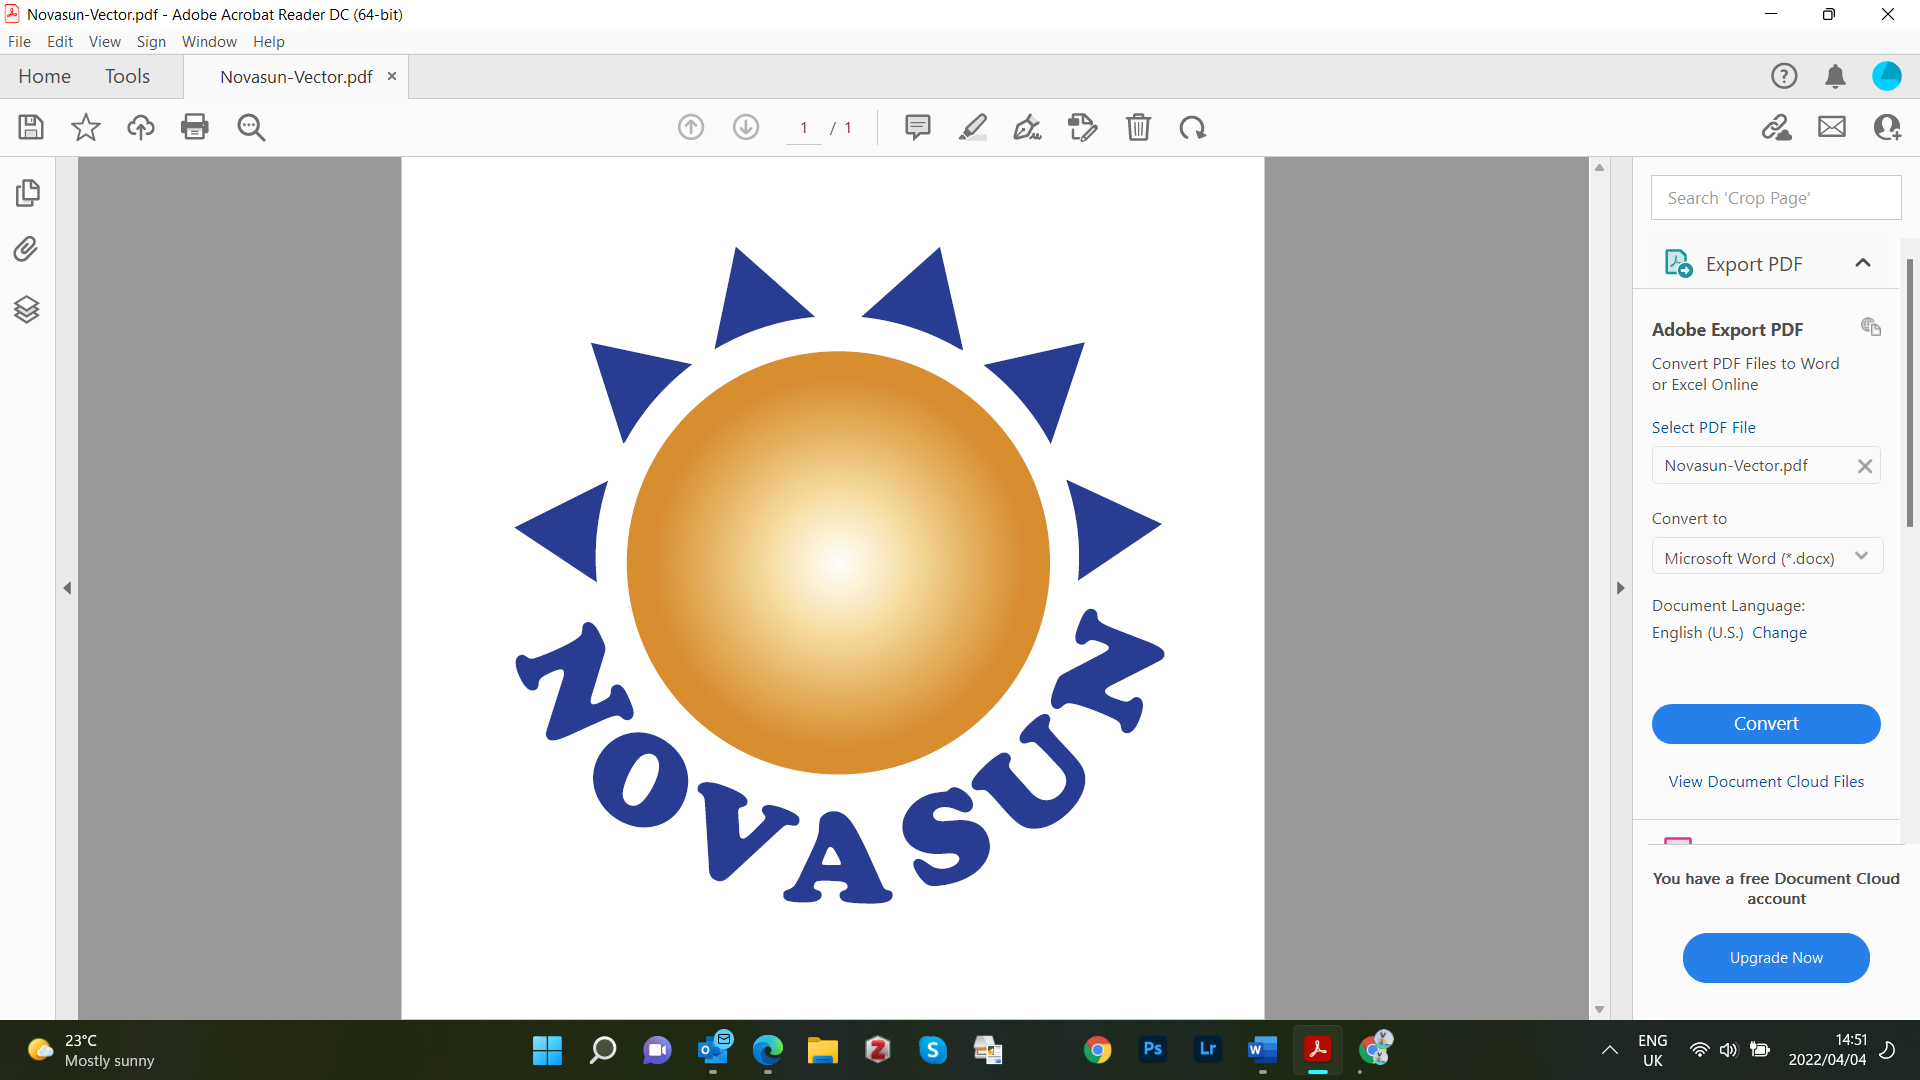 Novasun-Vector.pdf - Adobe Acrobat Reader DC (64-bit)
File Edit View Sign Window Help
Home Tools Novasun-Vector.pdf
1 / 1
Search 'Crop Page'
Export PDF
Adobe Export PDF
Convert PDF Files to Word
or Excel Online
Select PDF File
Novasun-Vector.pdf
Convert to
Microsoft Word (*.docx)
Document Language:
English (U.S.) Change
Convert
View Document Cloud Files
You have a free Document Cloud
account
Upgrade Now
NOVASUN
23°C
Mostly sunny
Ps
Lr
ENG
UK
14:51
2022/04/04